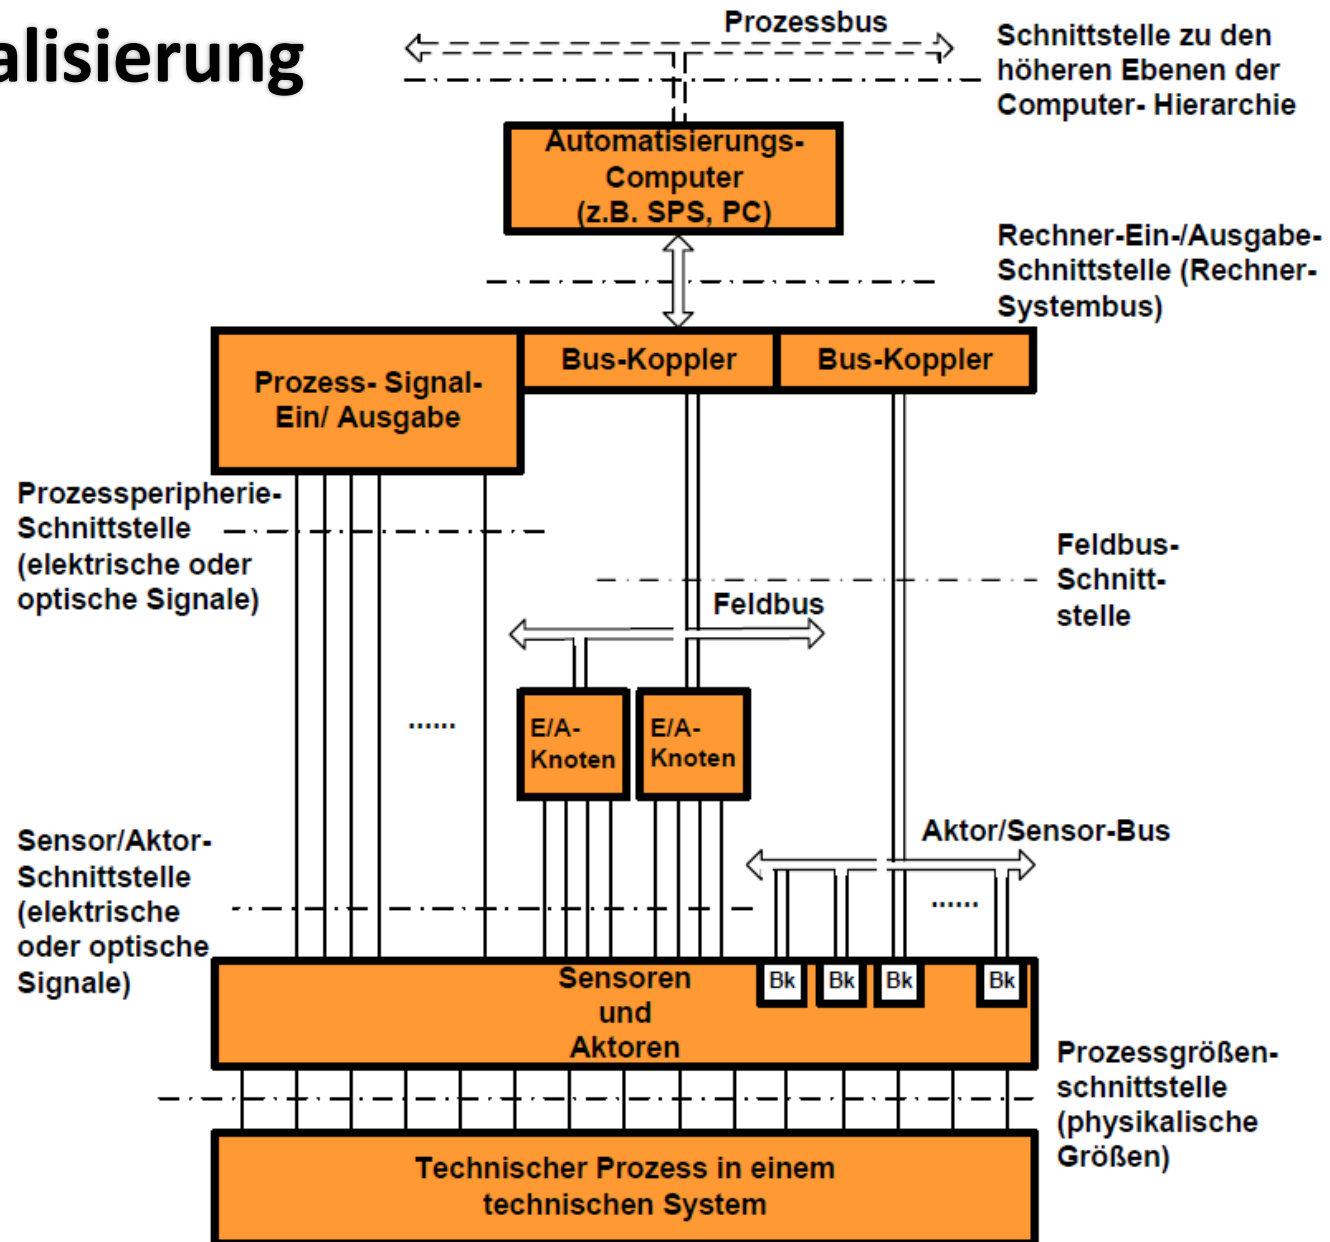 alisierung
Prozessbus
Schnittstelle zu den
höheren Ebenen der
Computer- Hierarchie
Automatisierungs-
Computer
(z.B. SPS, PC)
Rechner-Ein-/Ausgabe-
Schnittstelle (Rechner-
Systembus)
Prozess- Signal-
Ein/ Ausgabe
Bus-Koppler
Bus-Koppler
Prozessperipherie-
Schnittstelle
(elektrische oder
optische Signale)
Feldbus-
Schnitt-
stelle
Feldbus
......
E/A-
Knoten
E/A-
Knoten
Sensor/Aktor-
Schnittstelle
(elektrische
oder optische
Signale)
Aktor/Sensor-Bus
......
Sensoren
und
Aktoren
Bk
Bk
Bk
Bk
Prozessgrößen-
schnittstelle
(physikalische
Größen)
Technischer Prozess in einem
technischen System